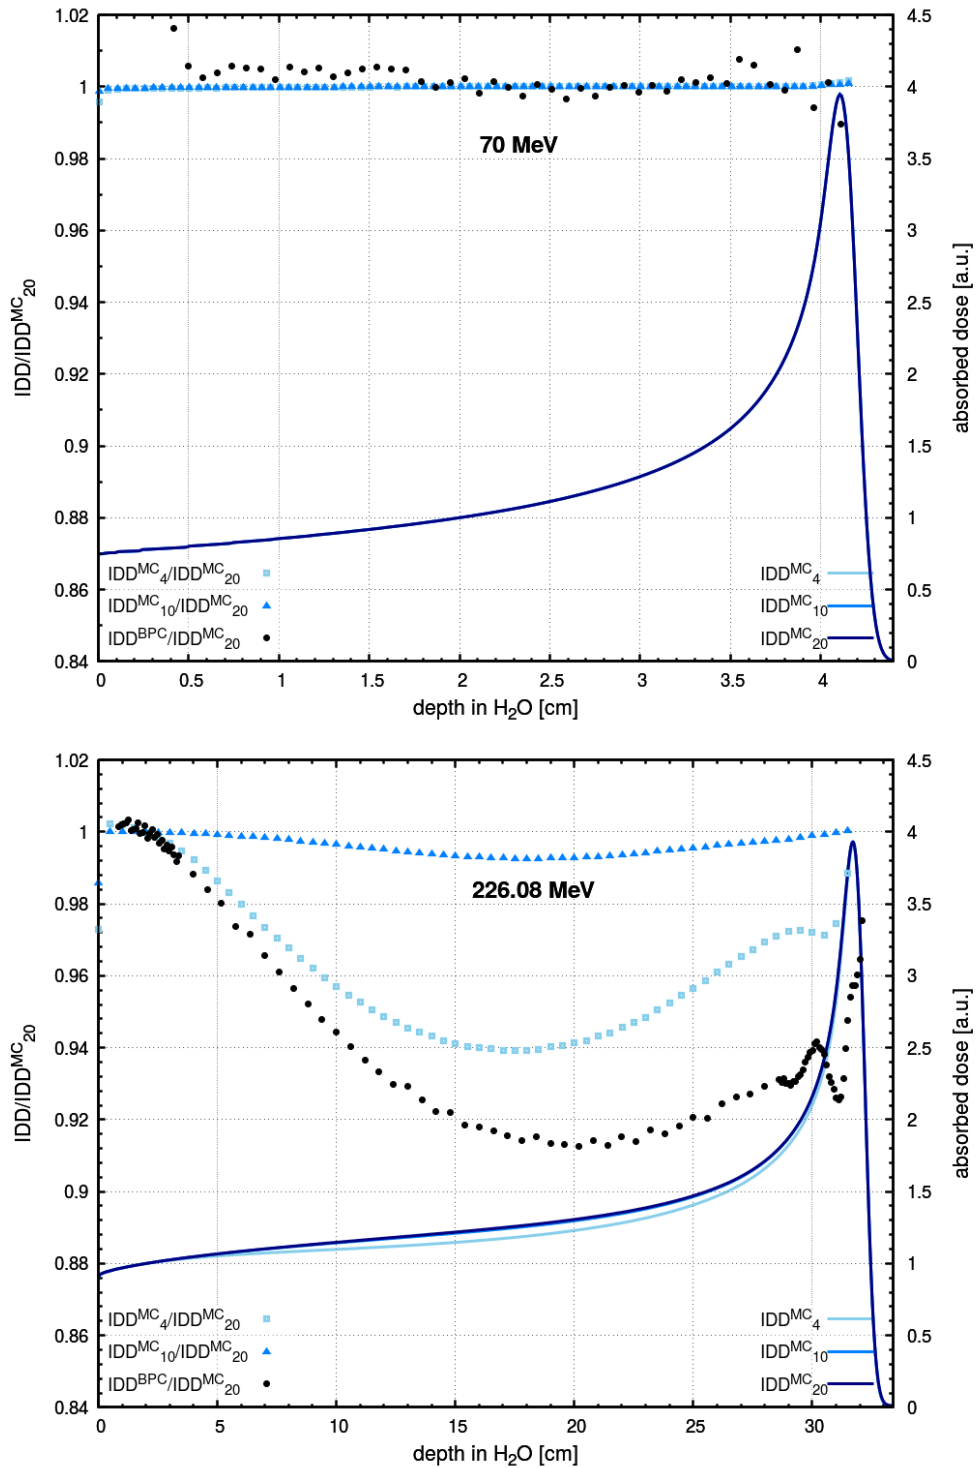 1.02
1
0.98
0.96
0.94
0.92
0.9
0.88
0.86
0.84
IDD/IDD^MC_20
4.5
4
3.5
3
2.5
2
1.5
1
0.5
0
absorbed dose [a.u.]
70 MeV
IDD^MC_4/IDD^MC_20
IDD^MC_10/IDD^MC_20
IDD^BPC/IDD^MC_20
IDD^MC_4
IDD^MC_10
IDD^MC_20
0 0.5 1 1.5 2 2.5 3 3.5 4
depth in H₂O [cm]
1.02
1
0.98
0.96
0.94
0.92
0.9
0.88
0.86
0.84
IDD/IDD^MC_20
4.5
4
3.5
3
2.5
2
1.5
1
0.5
0
absorbed dose [a.u.]
226.08 MeV
IDD^MC_4/IDD^MC_20
IDD^MC_10/IDD^MC_20
IDD^BPC/IDD^MC_20
IDD^MC_4
IDD^MC_10
IDD^MC_20
0 5 10 15 20 25 30
depth in H₂O [cm]